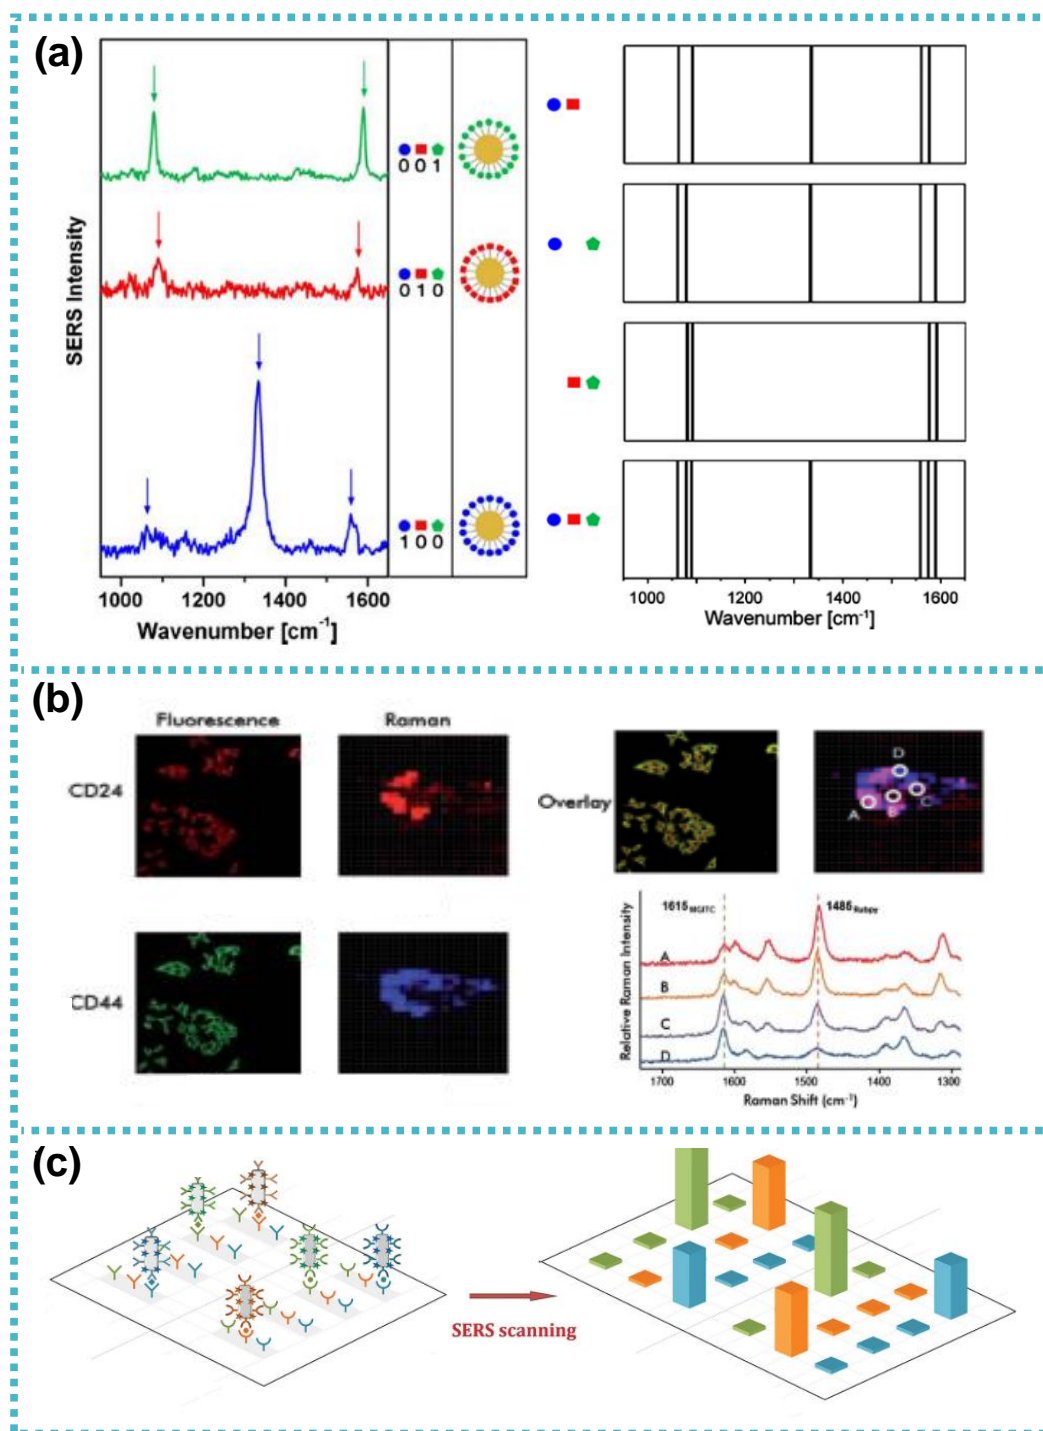 (a)
SERS Intensity
0 0 1
0 1 0
1 0 0
1000 1200 1400 1600
Wavenumber [cm⁻¹]
1000 1200 1400 1600
Wavenumber [cm⁻¹]
(b)
Fluorescence Raman
CD24
CD44
Overlay
D
A B C
Relative Raman Intensity
1615 MGITC 1485 Rubpy
A
B
C
D
1700 1600 1500 1400 1300
Raman Shift (cm⁻¹)
(c)
SERS scanning